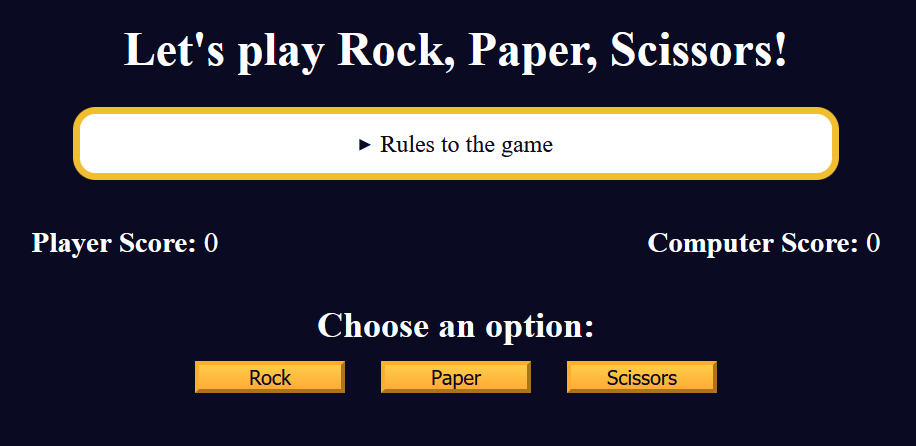 Let's play Rock, Paper, Scissors!
▶ Rules to the game
Player Score: 0 Computer Score: 0
Choose an option:
Rock Paper Scissors